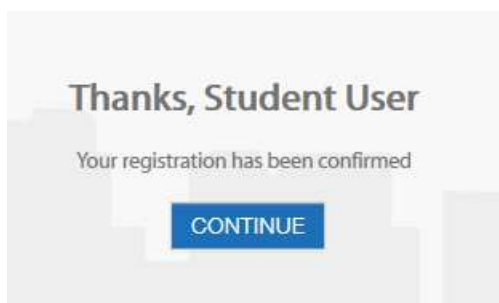 Thanks, Student User
Your registration has been confirmed
CONTINUE